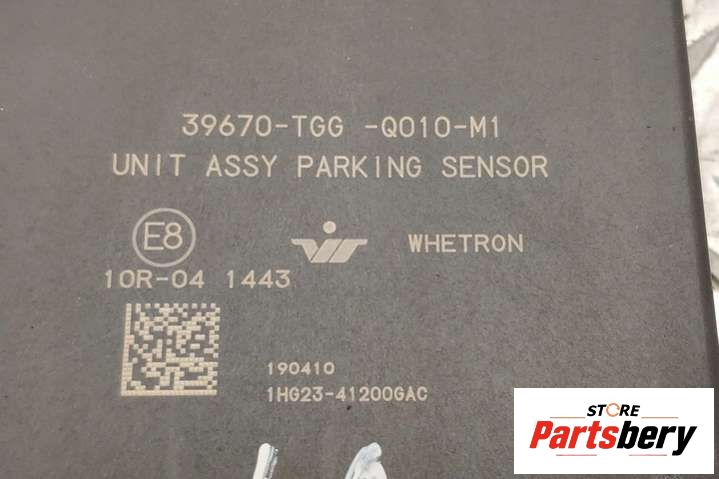 39670-TGG -Q010-M1
UNIT ASSY PARKING SENSOR
E8
WHETRON
10R-04 1443
190410
1HG23-41200GAC
STORE
Partsbery